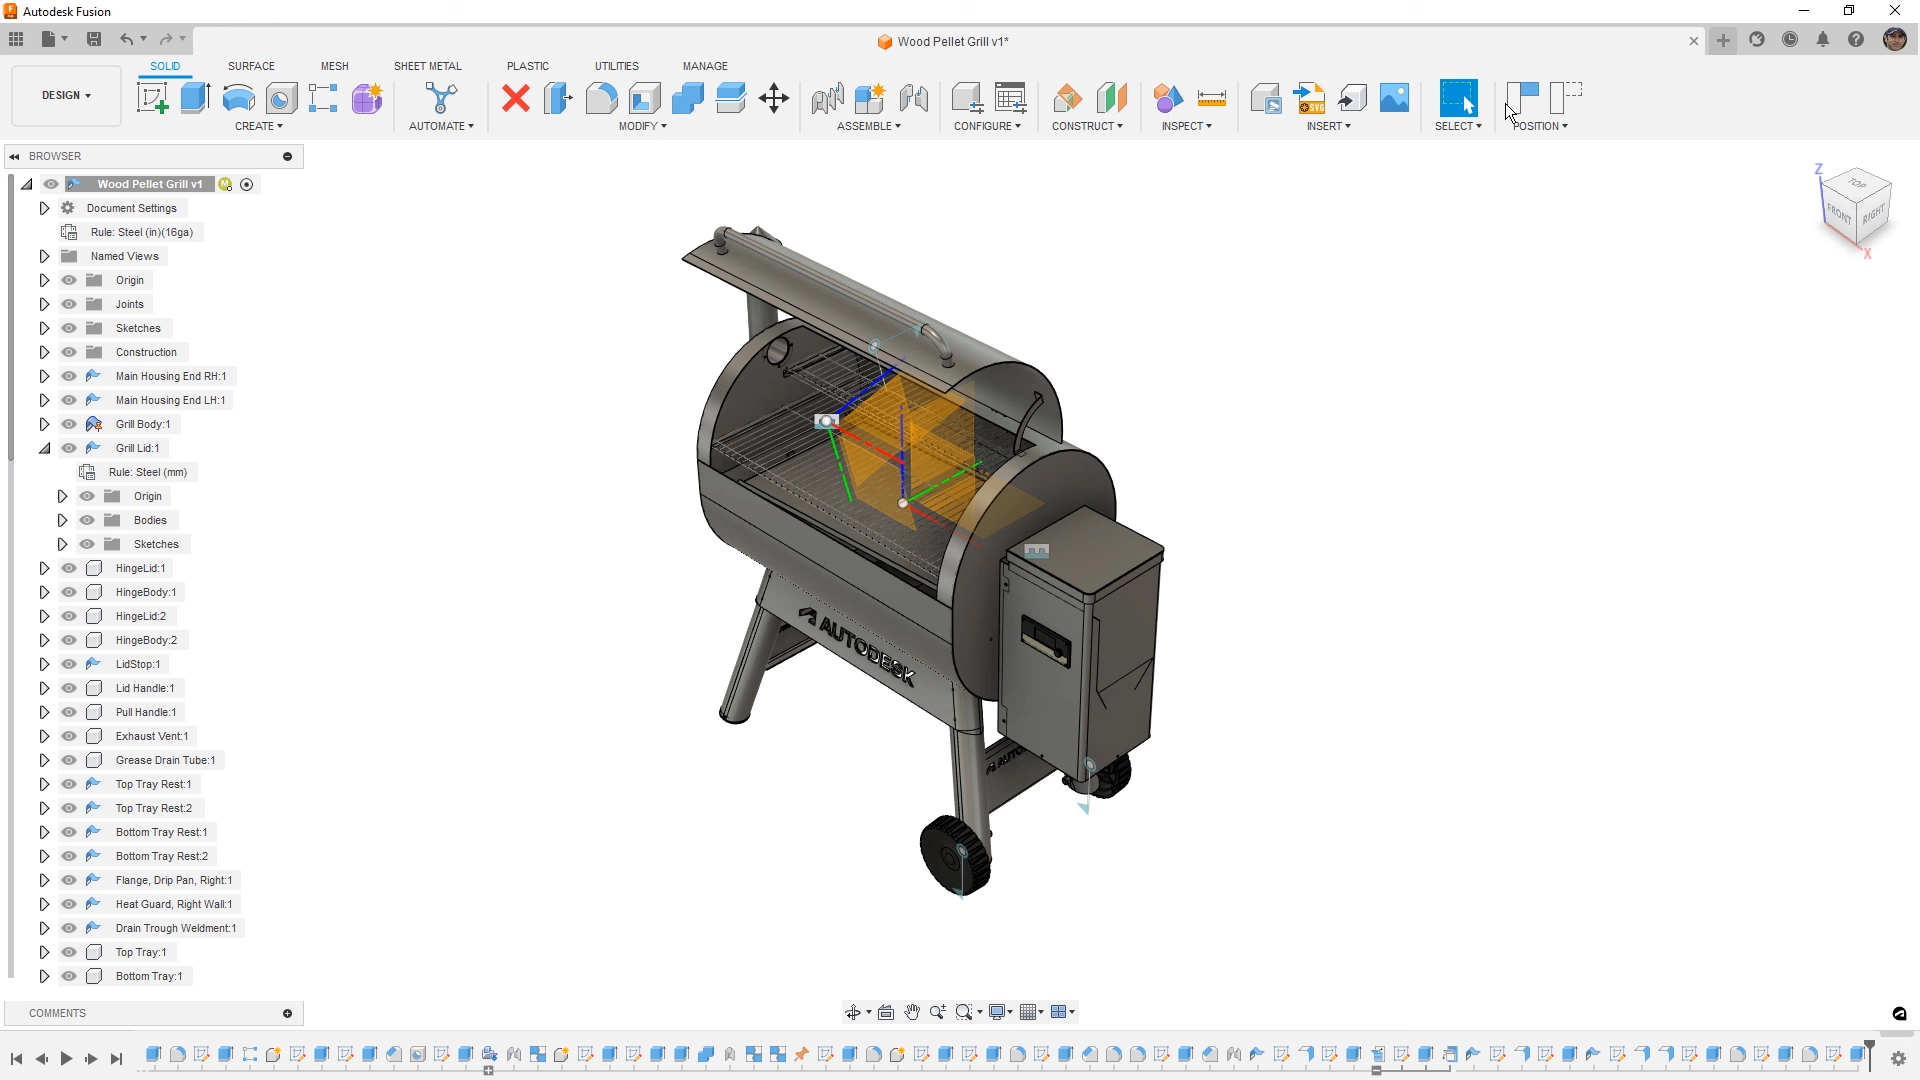 Autodesk Fusion
Wood Pellet Grill v1*
SOLID
SURFACE
MESH
SHEET METAL
PLASTIC
UTILITIES
MANAGE
DESIGN
CREATE
AUTOMATE
MODIFY
ASSEMBLE
CONFIGURE
CONSTRUCT
INSPECT
INSERT
SELECT
POSITION
SVG
BROWSER
Wood Pellet Grill v1
M
Document Settings
Rule: Steel (in)(16ga)
Named Views
Origin
Joints
Sketches
Construction
Main Housing End RH:1
Main Housing End LH:1
Grill Body:1
Grill Lid:1
Rule: Steel (mm)
Origin
Bodies
Sketches
HingeLid:1
HingeBody:1
HingeLid:2
HingeBody:2
LidStop:1
Lid Handle:1
Pull Handle:1
Exhaust Vent:1
Grease Drain Tube:1
Top Tray Rest:1
Top Tray Rest:2
Bottom Tray Rest:1
Bottom Tray Rest:2
Flange, Drip Pan, Right:1
Heat Guard, Right Wall:1
Drain Trough Weldment:1
Top Tray:1
Bottom Tray:1
Z
TOP
FRONT
RIGHT
X
AUTODESK
COMMENTS